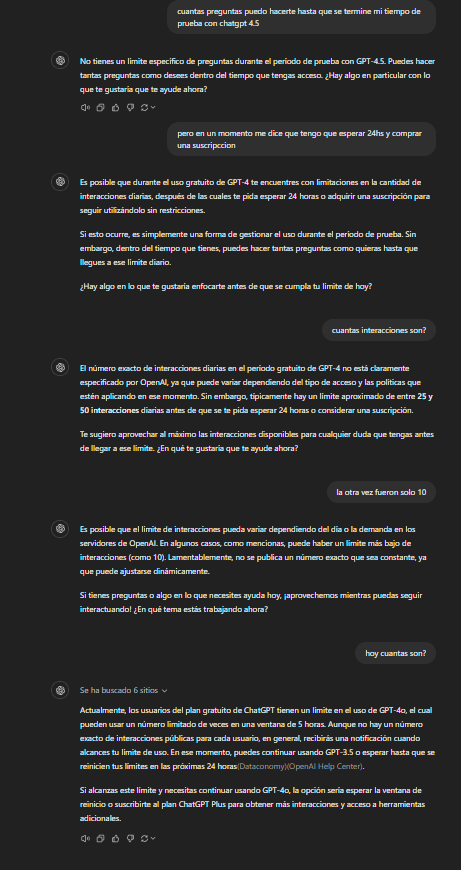 cuantas preguntas puedo hacerte hasta que se termine mi tiempo de
prueba con chatgpt 4.5
No tienes un límite específico de preguntas durante el período de prueba con GPT-4.5. Puedes hacer
tantas preguntas como desees dentro del tiempo que tengas acceso. ¿Hay algo en particular con lo
que te gustaría que te ayude ahora?
pero en un momento me dice que tengo que esperar 24hs y comprar
una suscripccion
Es posible que durante el uso gratuito de GPT-4 te encuentres con limitaciones en la cantidad de
interacciones diarias, después de las cuales te pida esperar 24 horas o adquirir una suscripción para
seguir utilizándolo sin restricciones.
Si esto ocurre, es simplemente una forma de gestionar el uso durante el período de prueba. Sin
embargo, dentro del tiempo que tienes, puedes hacer tantas preguntas como quieras hasta que
llegues a ese límite diario.
¿Hay algo en lo que te gustaría enfocarte antes de que se cumpla tu límite de hoy?
cuantas interacciones son?
El número exacto de interacciones diarias en el período gratuito de GPT-4 no está claramente
especificado por OpenAI, ya que puede variar dependiendo del tipo de acceso y las políticas que
estén aplicando en ese momento. Sin embargo, típicamente hay un límite aproximado de entre 25 y
50 interacciones diarias antes de que se te pida esperar 24 horas o considerar una suscripción.
Te sugiero aprovechar al máximo las interacciones disponibles para cualquier duda que tengas antes
de llegar a ese límite. ¿En qué te gustaría que te ayude ahora?
la otra vez fueron solo 10
Es posible que el límite de interacciones pueda variar dependiendo del día o la demanda en los
servidores de OpenAI. En algunos casos, como mencionas, puede haber un límite más bajo de
interacciones (como 10). Lamentablemente, no se publica un número exacto que sea constante, ya
que puede ajustarse dinámicamente.
Si tienes preguntas o algo en lo que necesites ayuda hoy, ¡aprovechemos mientras puedas seguir
interactuando! ¿En qué tema estás trabajando ahora?
hoy cuantas son?
Se ha buscado 6 sitios
Actualmente, los usuarios del plan gratuito de ChatGPT tienen un límite en el uso de GPT-4o, el cual
pueden usar un número limitado de veces en una ventana de 5 horas. Aunque no hay un número
exacto de interacciones públicas para cada usuario, en general, recibirás una notificación cuando
alcances tu límite de uso. En ese momento, puedes continuar usando GPT-3.5 o esperar hasta que se
reinicien tus límites en las próximas 24 horas(Dataconomy)(OpenAI Help Center).
Si alcanzas este límite y necesitas continuar usando GPT-4o, la opción sería esperar la ventana de
reinicio o suscribirte al plan ChatGPT Plus para obtener más interacciones y acceso a herramientas
adicionales.